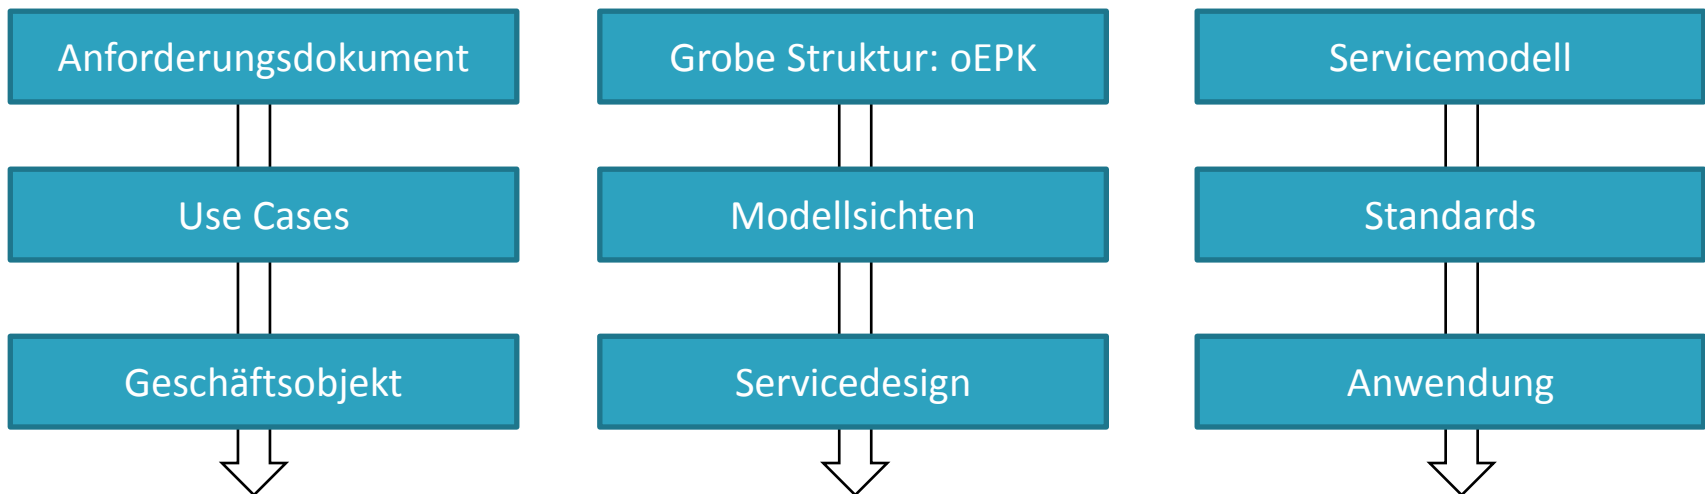 Anforderungsdokument
Use Cases
Geschäftsobjekt
Grobe Struktur: oEPK
Modellsichten
Servicedesign
Servicemodell
Standards
Anwendung